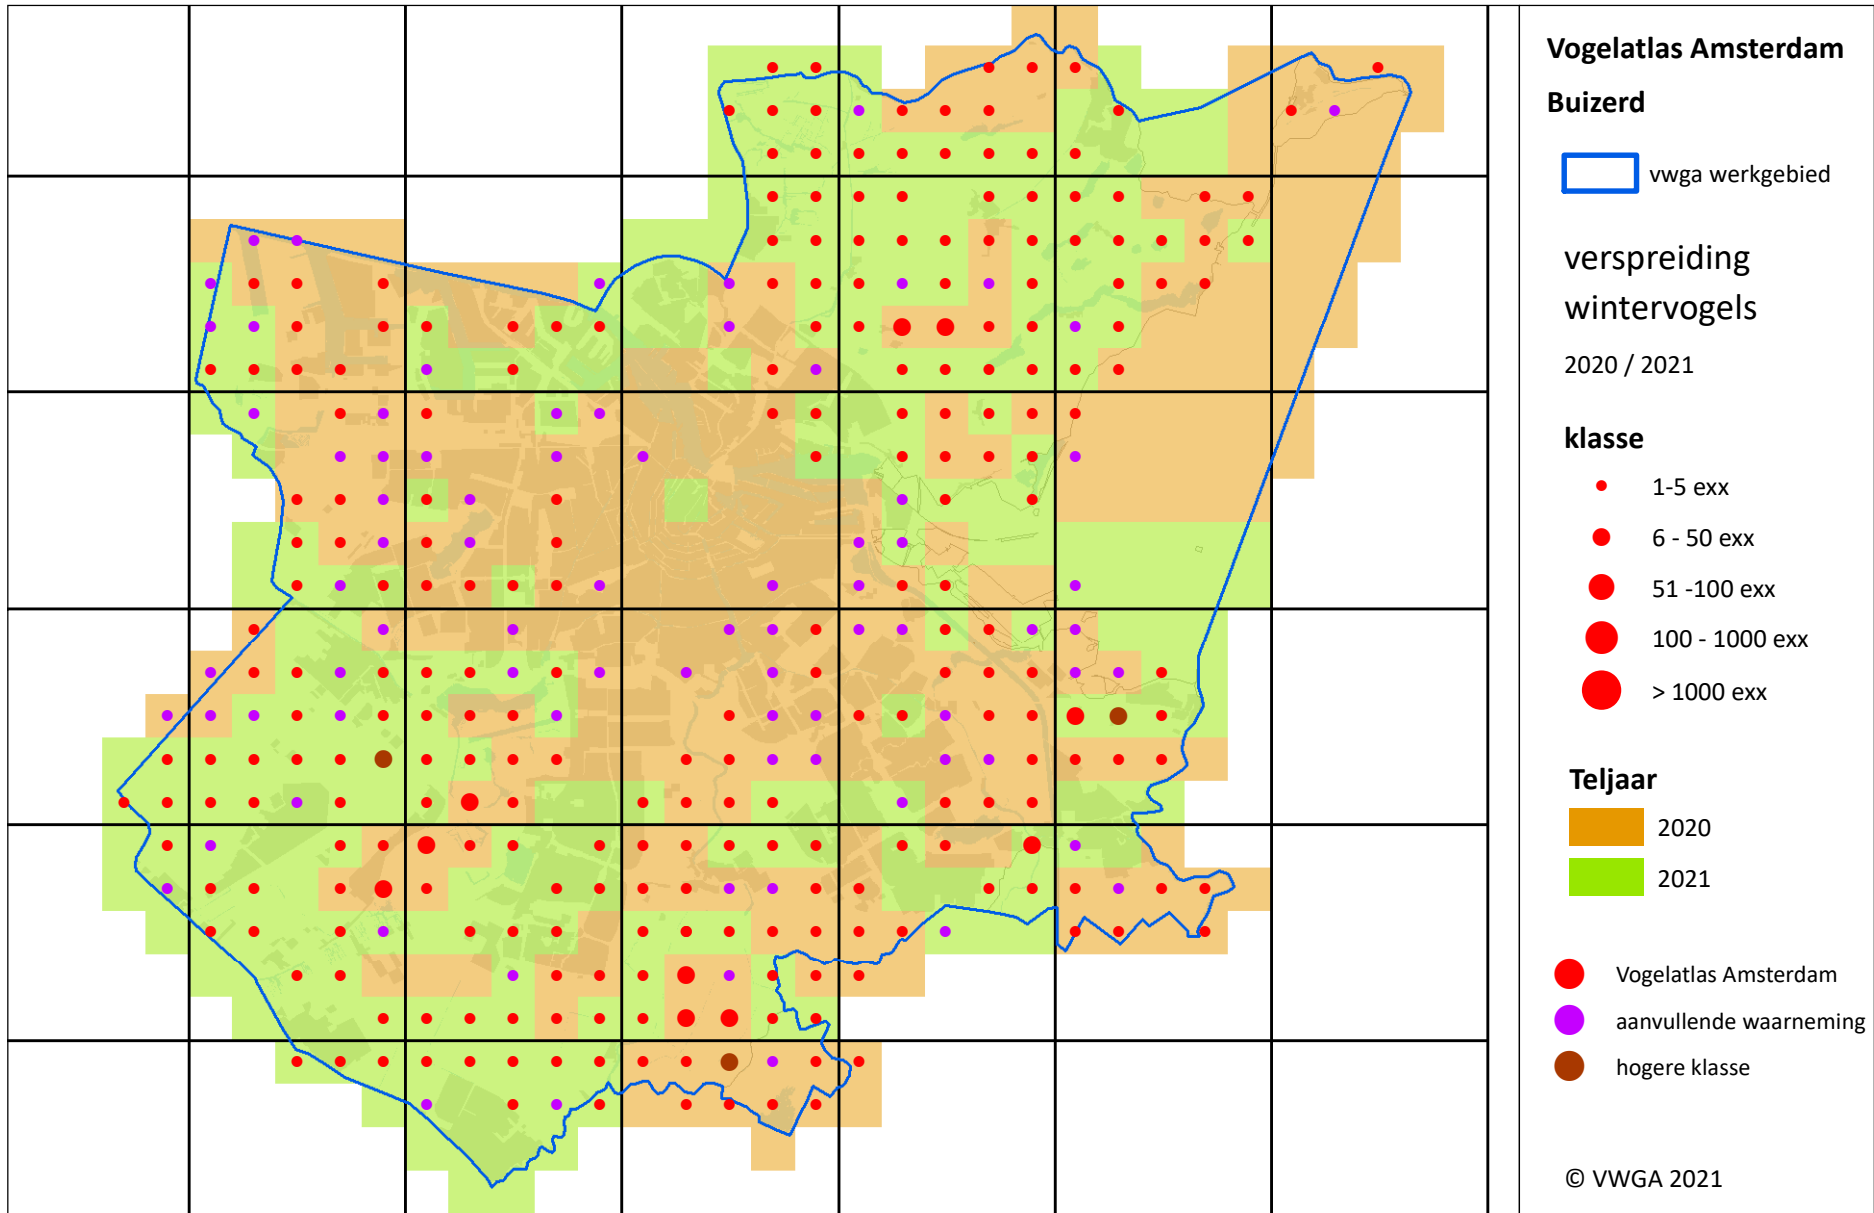 Vogelatlas Amsterdam
Buizerd
vwga werkgebied
verspreiding
wintervogels
2020 / 2021
klasse
1-5 exx
6 - 50 exx
51 -100 exx
100 - 1000 exx
> 1000 exx
Teljaar
2020
2021
Vogelatlas Amsterdam
aanvullende waarneming
hogere klasse
© VWGA 2021